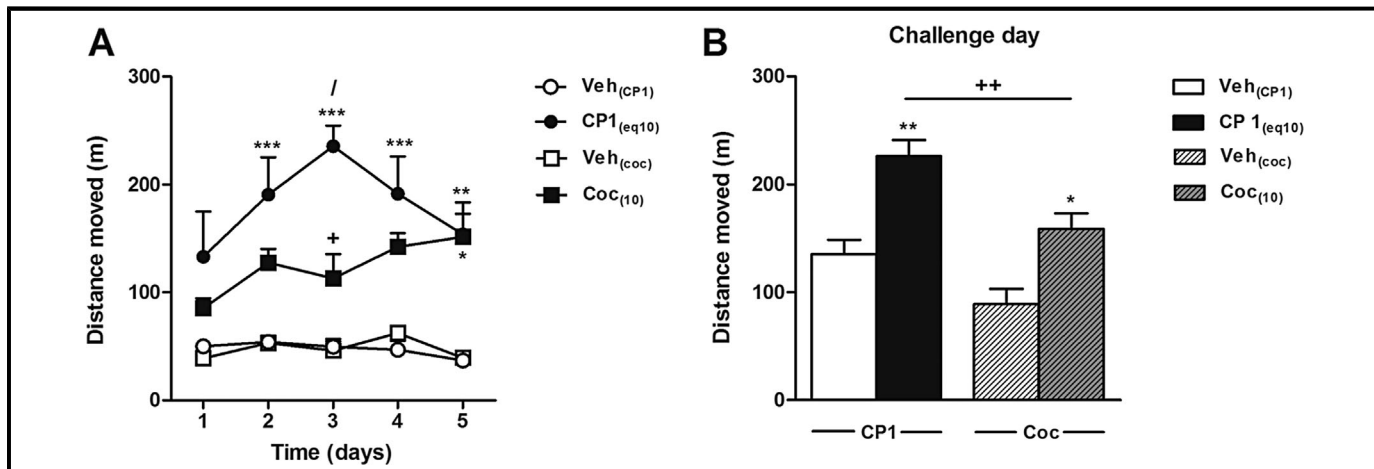 A
300
200
100
0
Distance moved (m)
/
***
***
***
**
+
*
1 2 3 4 5
Time (days)
Veh(CP1)
CP1(eq10)
Veh(coc)
Coc(10)
B
Challenge day
300
200
100
0
Distance moved (m)
++
**
*
CP1 Coc
Veh(CP1)
CP 1(eq10)
Veh(coc)
Coc(10)